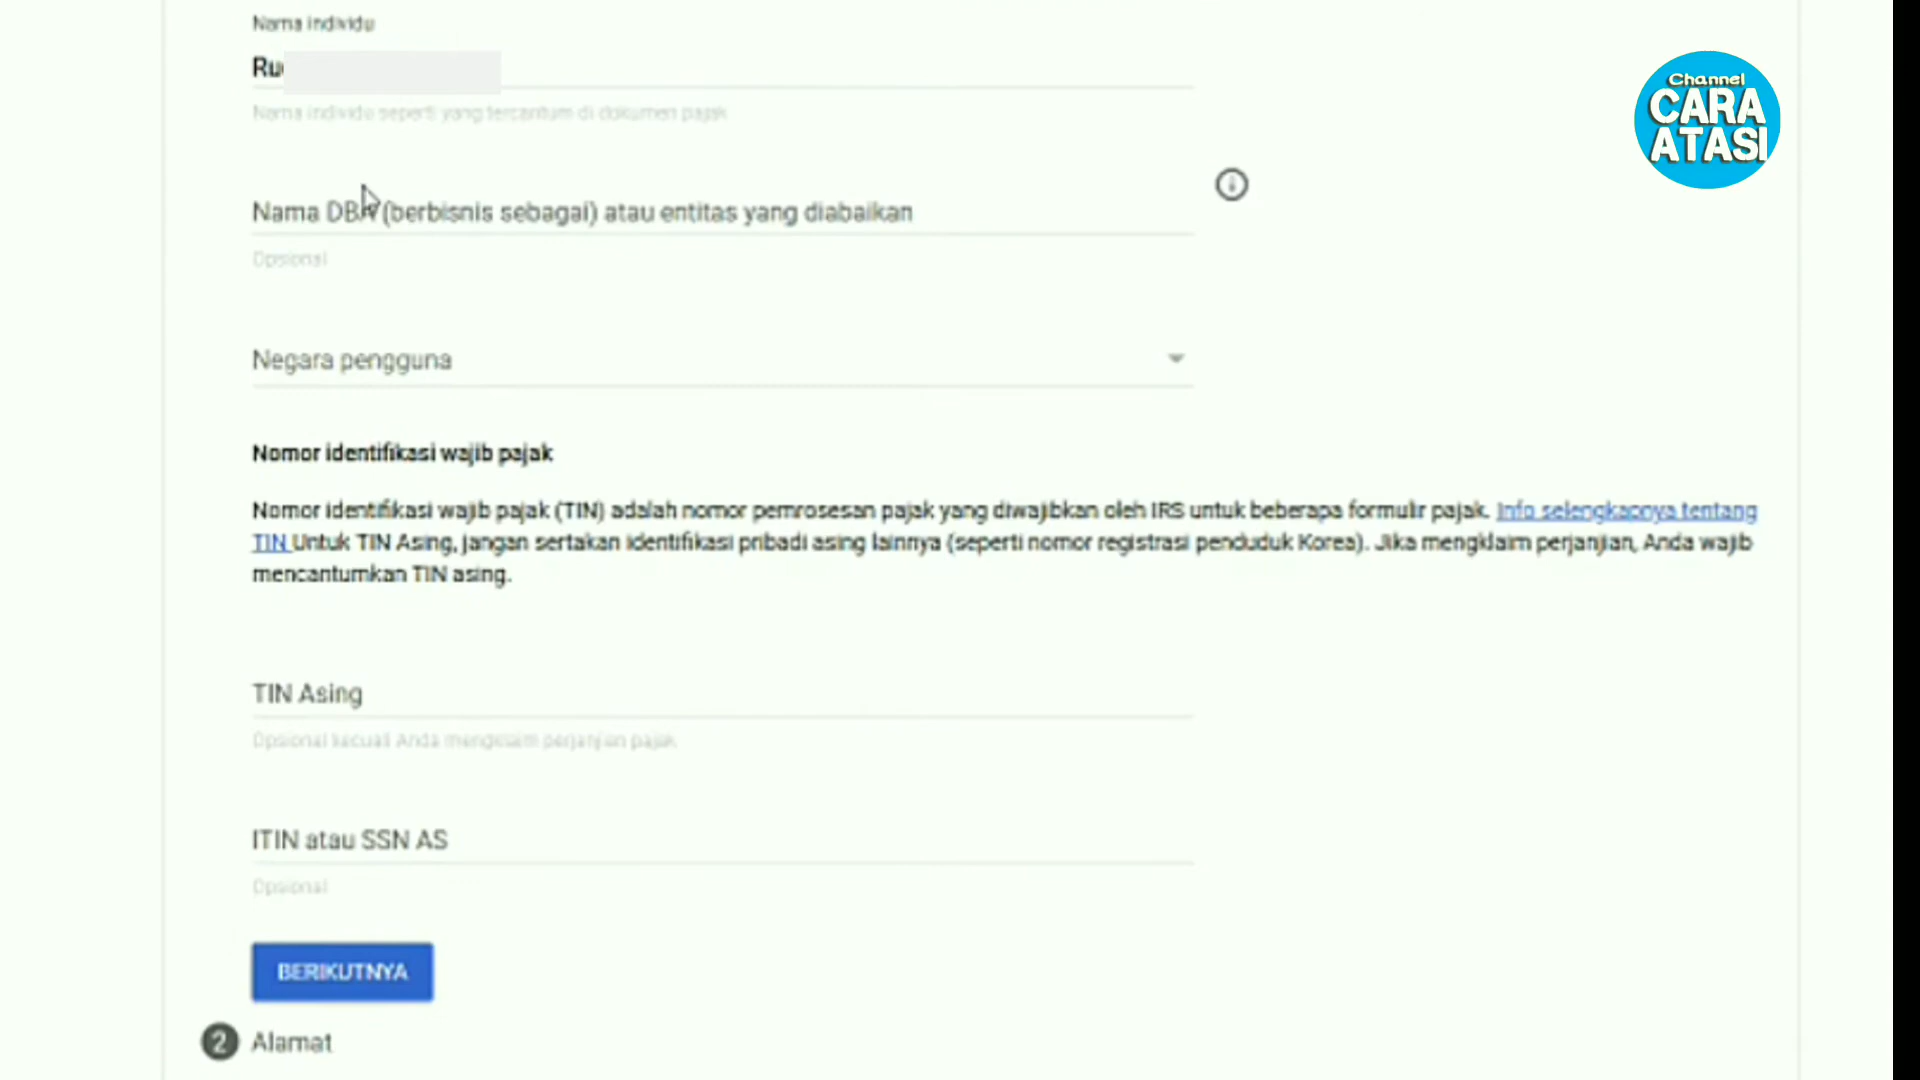 Nama individu
Ru
Nama individu seperti yang tercantum di dokumen pajak
Channel
CARA
ATASI
Nama DBA (berbisnis sebagai) atau entitas yang diabaikan
Opsional
Negara pengguna
Nomor identifikasi wajib pajak
Nomor identifikasi wajib pajak (TIN) adalah nomor pemrosesan pajak yang diwajibkan oleh IRS untuk beberapa formulir pajak. Info selengkapnya tentang
TIN Untuk TIN Asing, jangan sertakan identifikasi pribadi asing lainnya (seperti nomor registrasi penduduk Korea). Jika mengklaim perjanjian, Anda wajib
mencantumkan TIN asing.
TIN Asing
Opsional kecuali Anda mengklaim perjanjian pajak
ITIN atau SSN AS
Opsional
BERIKUTNYA
2 Alamat